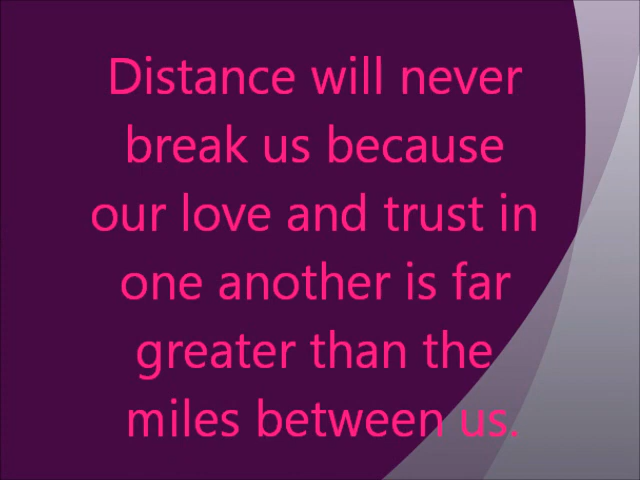 Distance will never
break us because
our love and trust in
one another is far
greater than the
miles between us.